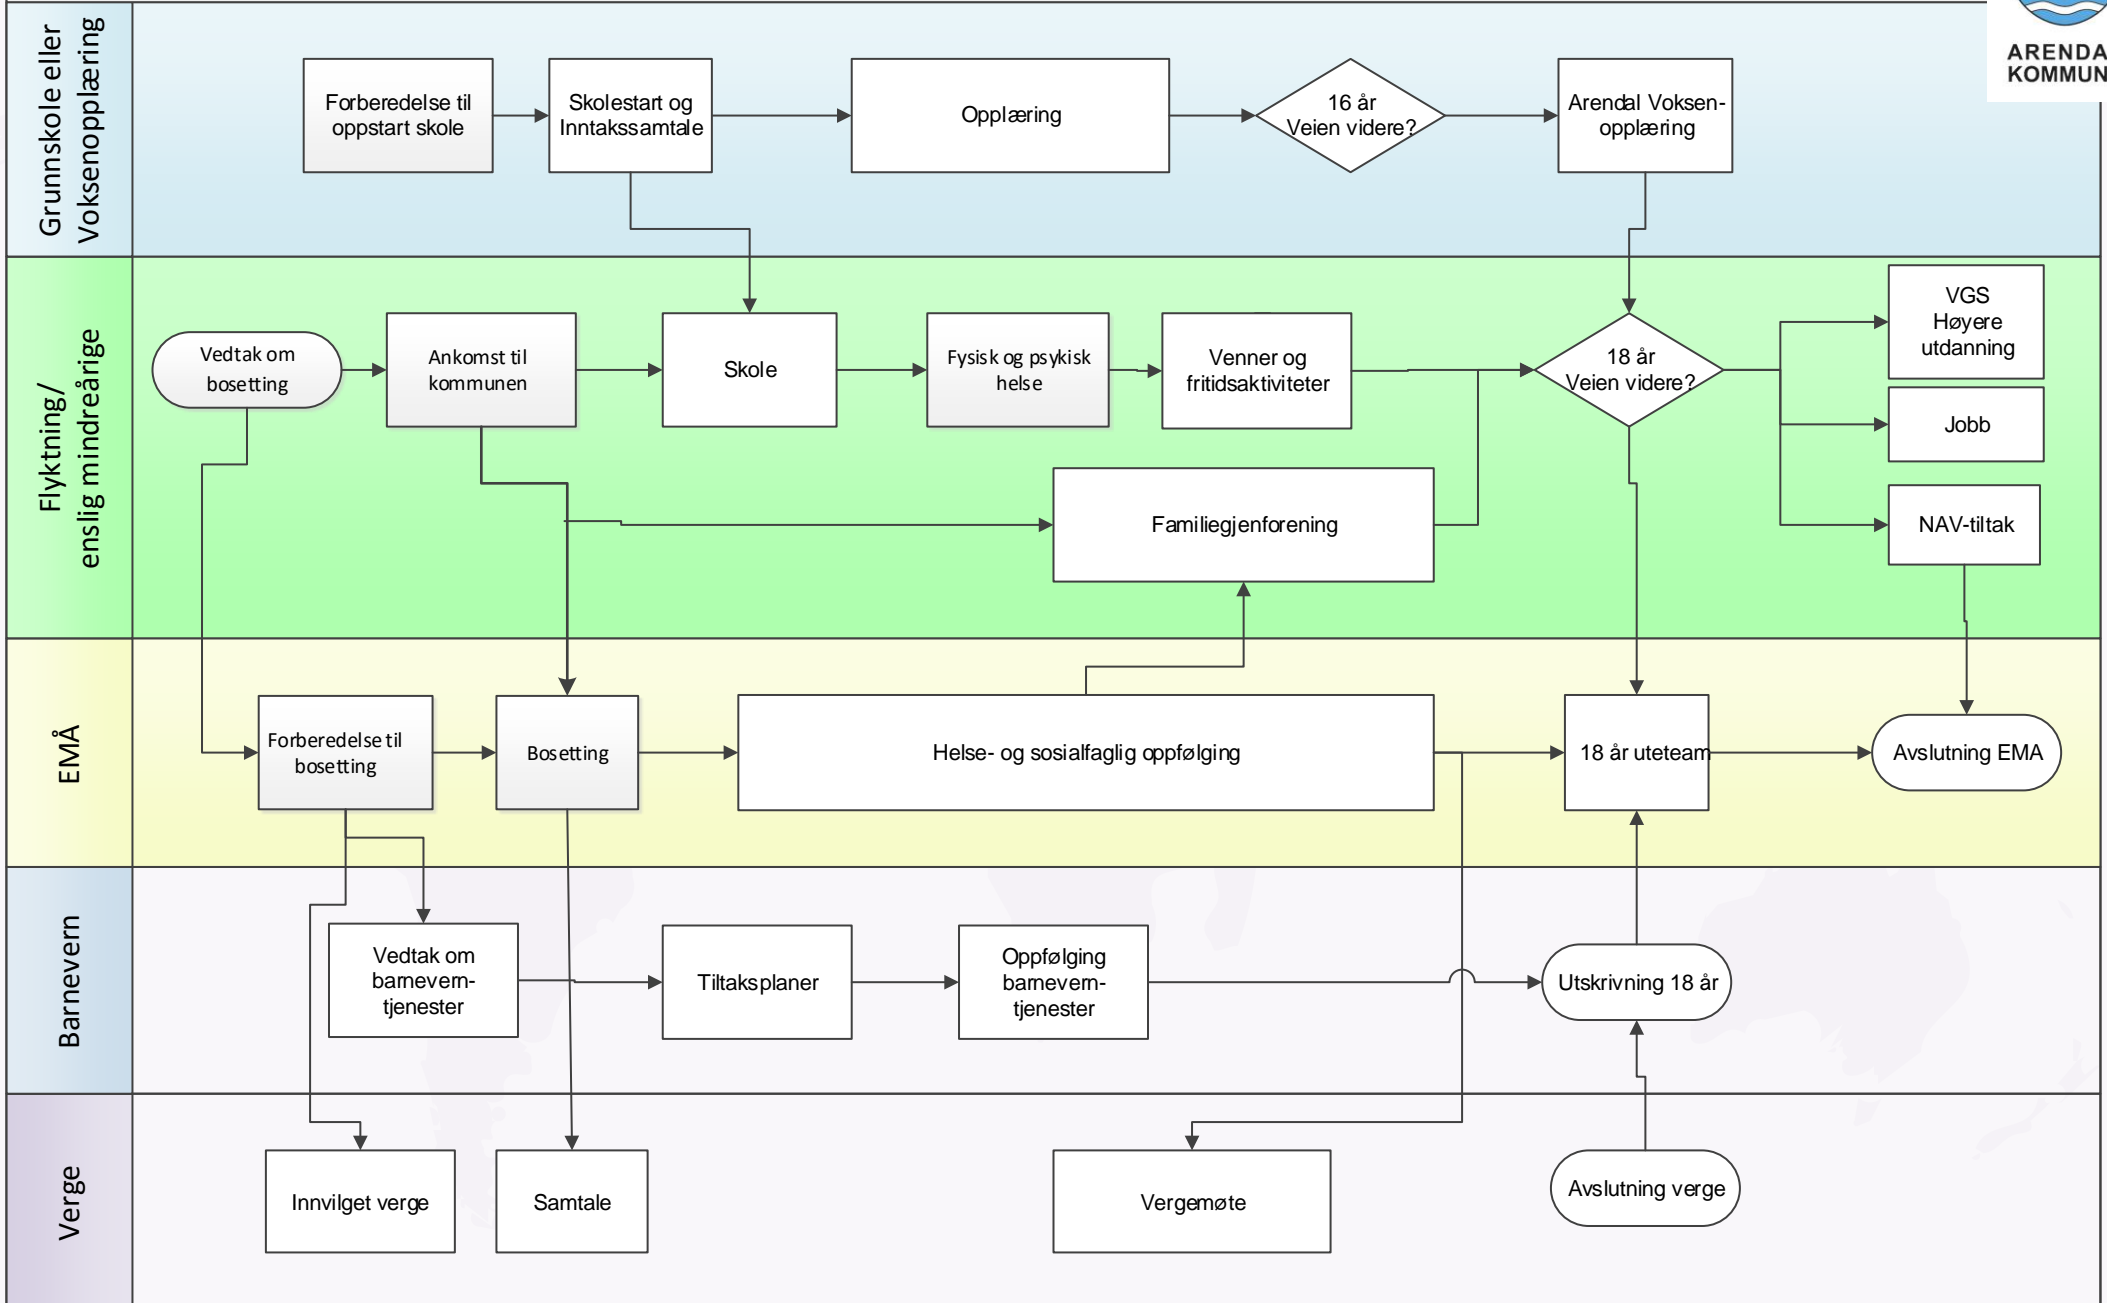 ARENDA
KOMMUN
Grunnskole eller
Voksenopplæring
Forberedelse til
oppstart skole
Skolestart og
Inntakssamtale
Opplæring
16 år
Veien videre?
Arendal Voksen-
opplæring
Flyktning/
enslig mindreårige
Vedtak om
bosetting
Ankomst til
kommunen
Skole
Fysisk og psykisk
helse
Venner og
fritidsaktiviteter
18 år
Veien videre?
VGS
Høyere
utdanning
Jobb
Familiegjenforening
NAV-tiltak
EMÅ
Forberedelse til
bosetting
Bosetting
Helse- og sosialfaglig oppfølging
18 år uteteam
Avslutning EMA
Barnevern
Vedtak om
barnevern-
tjenester
Tiltaksplaner
Oppfølging
barnevern-
tjenester
Utskrivning 18 år
Verge
Innvilget verge
Samtale
Vergemøte
Avslutning verge